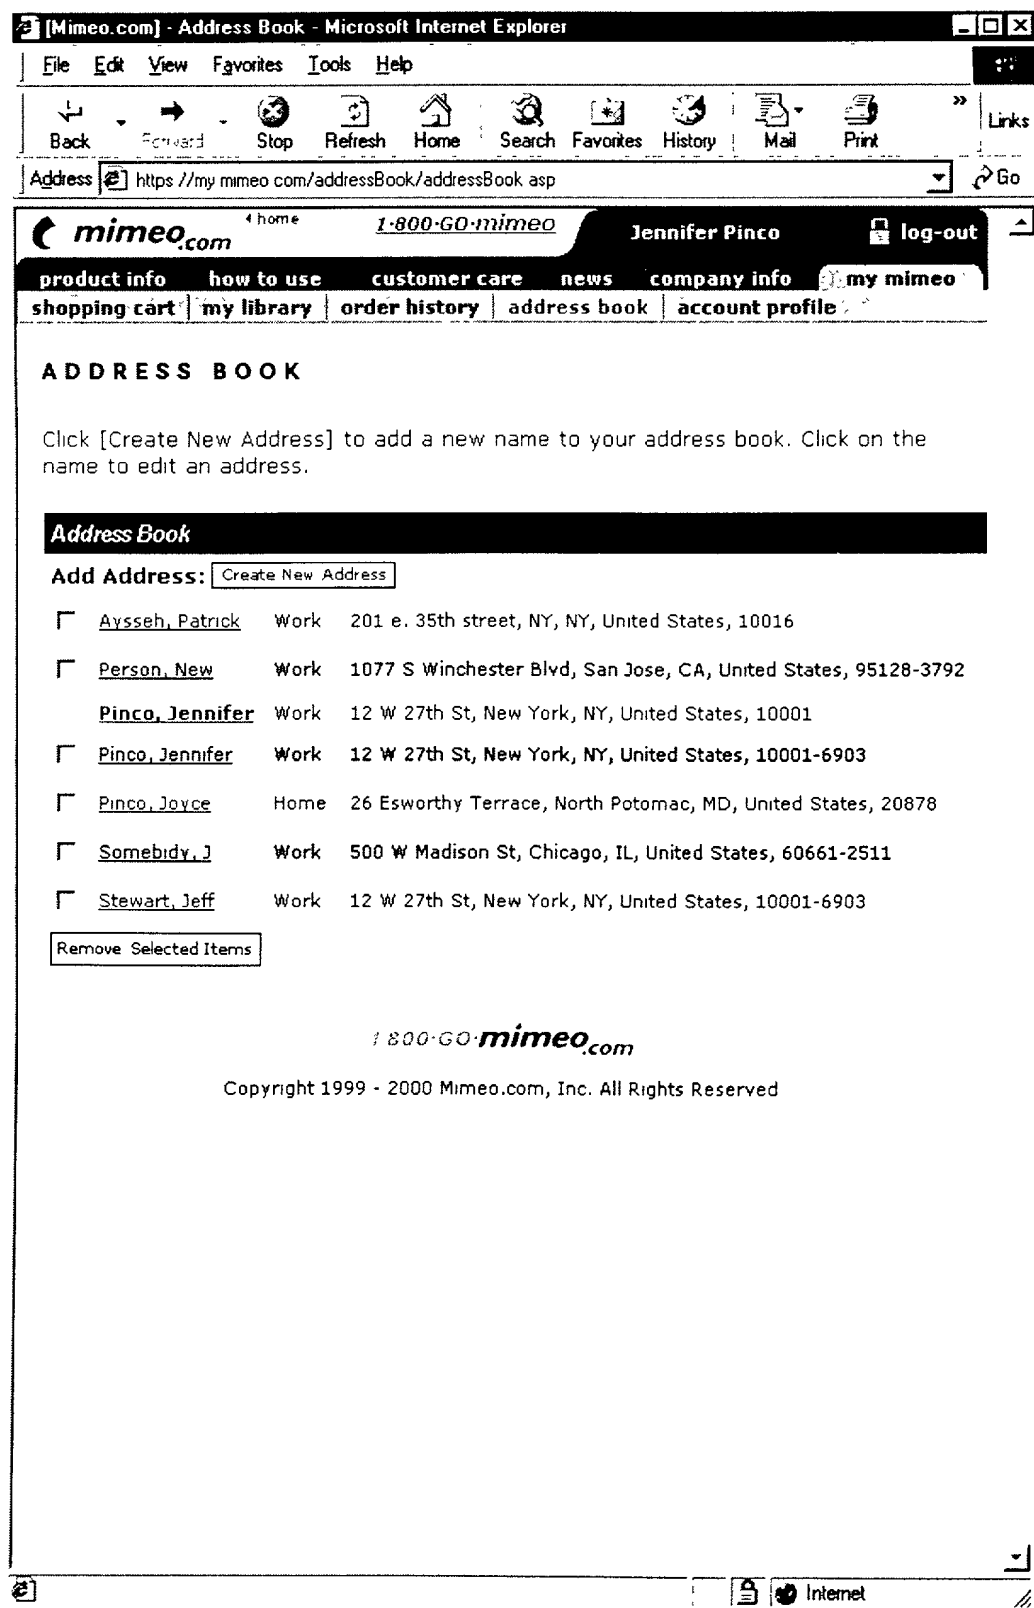 [Mimeo.com] - Address Book - Microsoft Internet Explorer
File Edit View Favorites Tools Help
Back Forward Stop Refresh Home Search Favorites History Mail Print » Links
Address https //my mimeo com/addressBook/addressBook asp Go
mimeo.com home 1-800-GO-mimeo Jennifer Pinco log-out
product info how to use customer care news company info my mimeo
shopping cart my library order history address book account profile
ADDRESS BOOK
Click [Create New Address] to add a new name to your address book. Click on the
name to edit an address.
Address Book
Add Address: Create New Address
Aysseh, Patrick Work 201 e. 35th street, NY, NY, United States, 10016
Person, New Work 1077 S Winchester Blvd, San Jose, CA, United States, 95128-3792
Pinco, Jennifer Work 12 W 27th St, New York, NY, United States, 10001
Pinco, Jennifer Work 12 W 27th St, New York, NY, United States, 10001-6903
Pinco, Joyce Home 26 Esworthy Terrace, North Potomac, MD, United States, 20878
Somebidy, J Work 500 W Madison St, Chicago, IL, United States, 60661-2511
Stewart, Jeff Work 12 W 27th St, New York, NY, United States, 10001-6903
Remove Selected Items
1 800-GO-mimeo.com
Copyright 1999 - 2000 Mimeo.com, Inc. All Rights Reserved
Internet